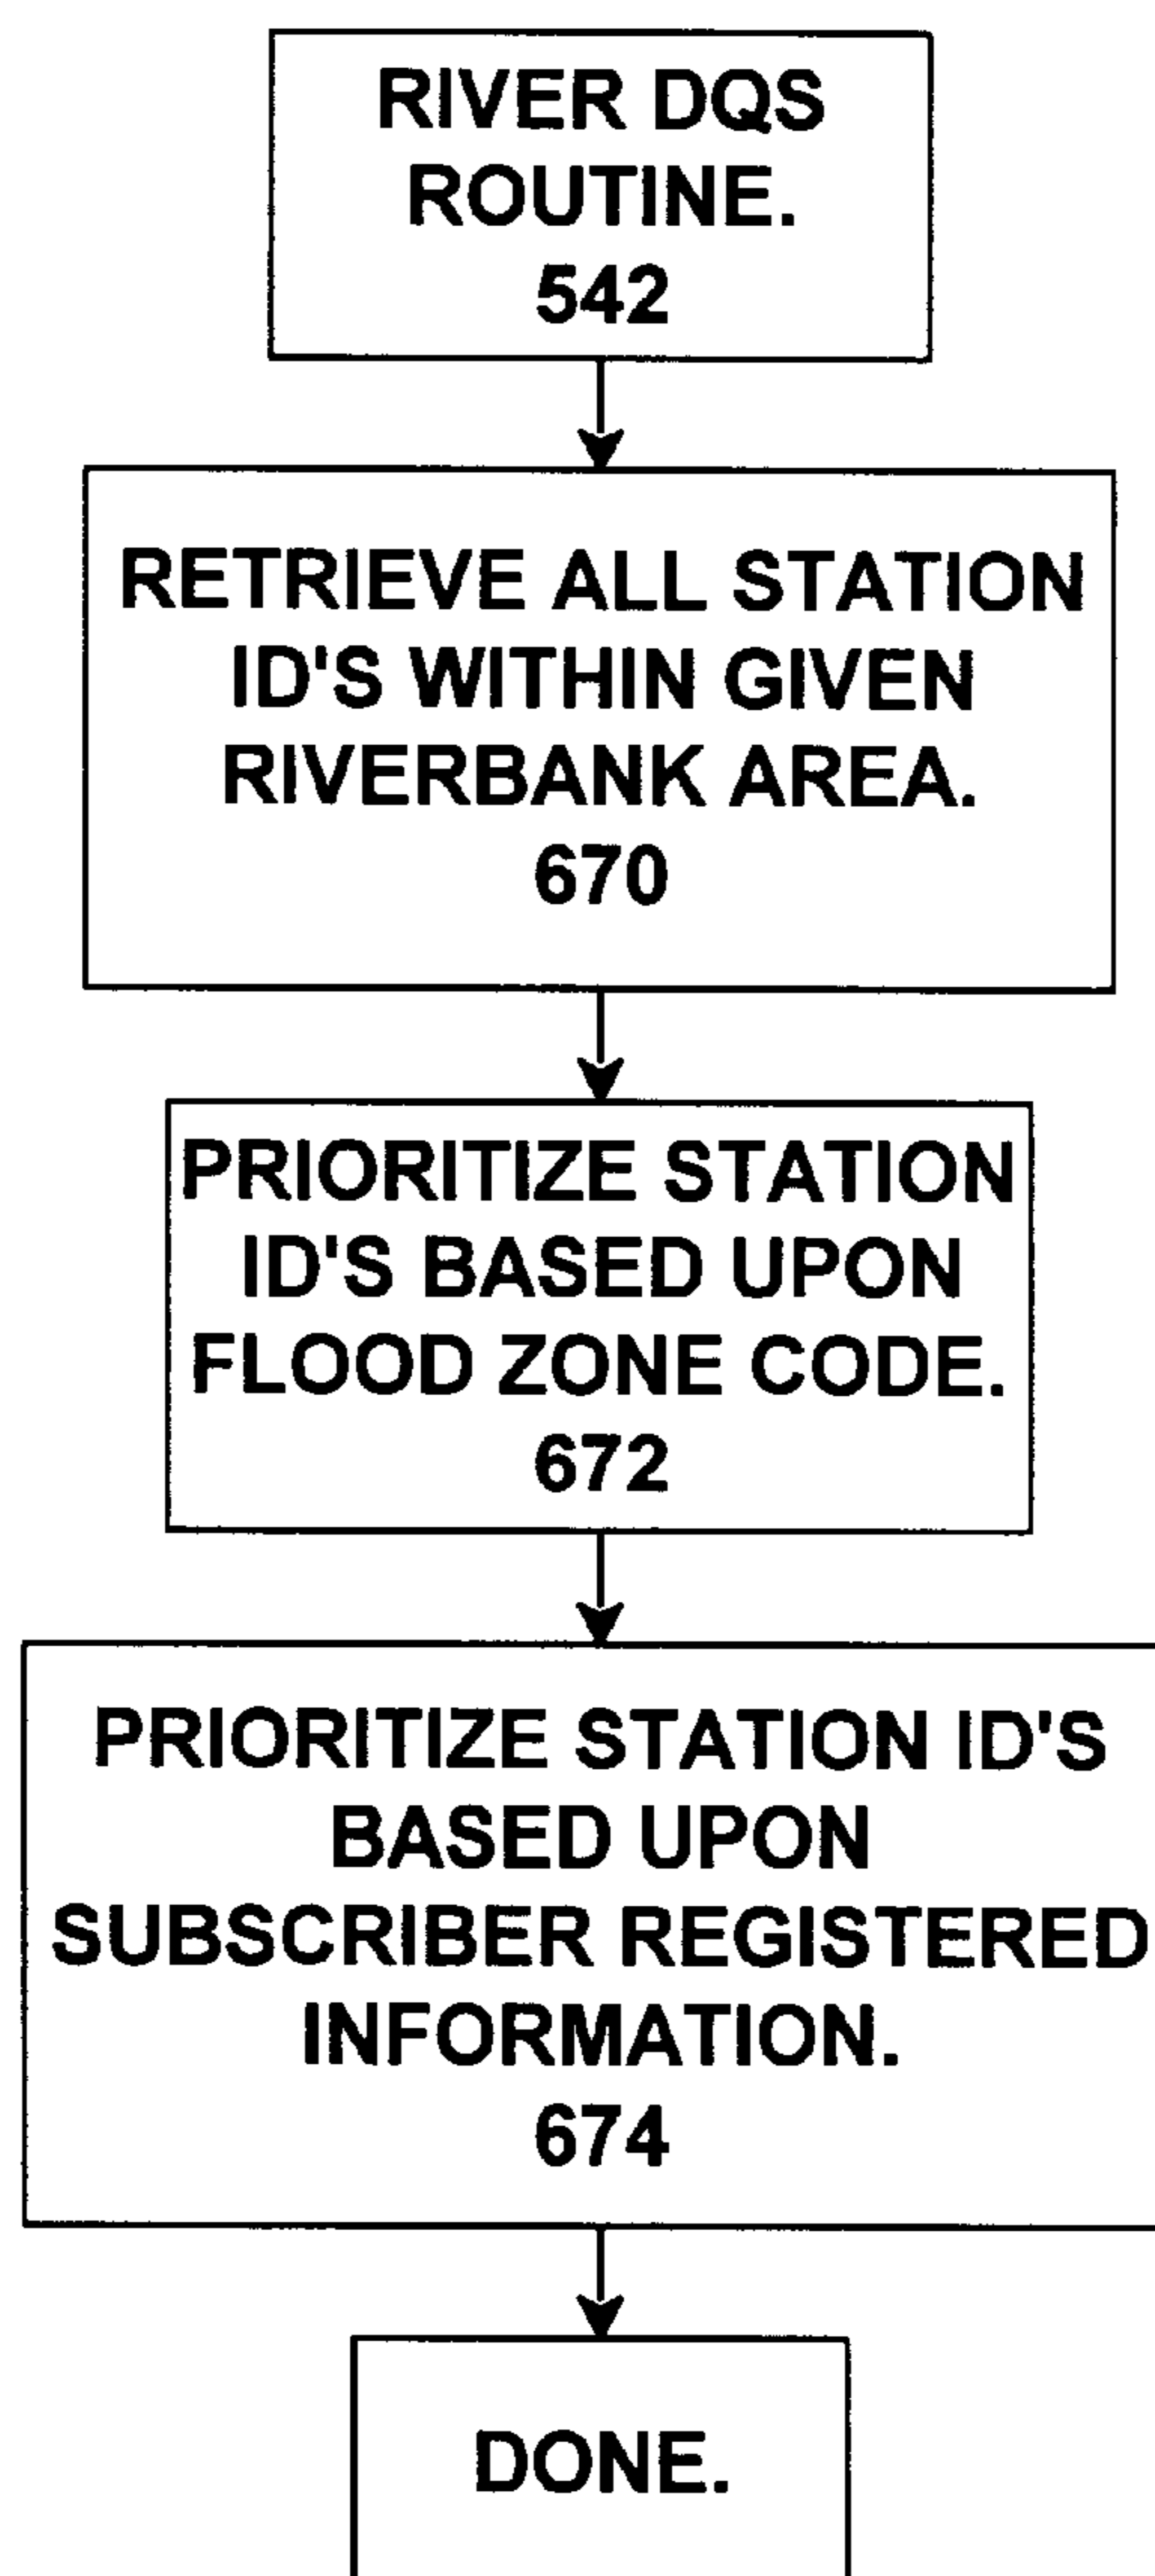 RIVER DQS
ROUTINE.
542
RETRIEVE ALL STATION
ID'S WITHIN GIVEN
RIVERBANK AREA.
670
PRIORITIZE STATION
ID'S BASED UPON
FLOOD ZONE CODE.
672
PRIORITIZE STATION ID'S
BASED UPON
SUBSCRIBER REGISTERED
INFORMATION.
674
DONE.